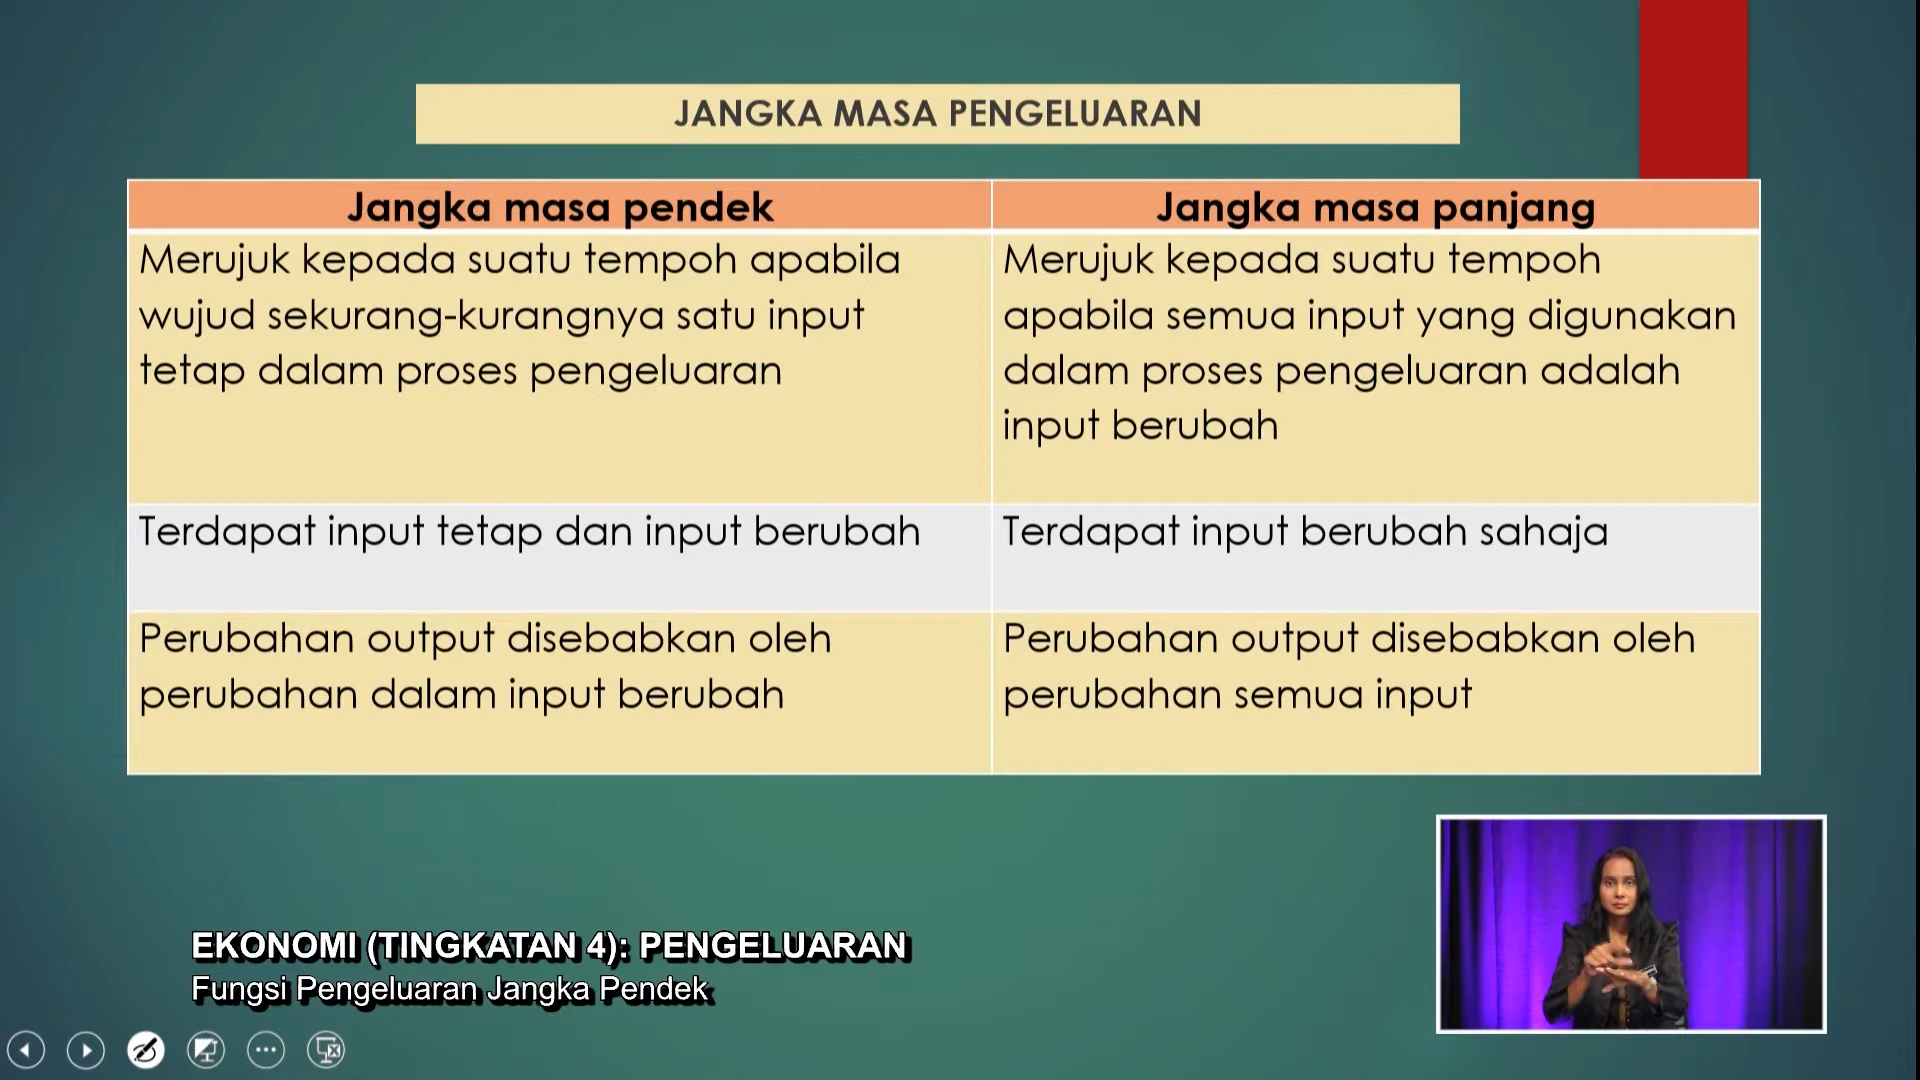 JANGKA MASA PENGELUARAN
Jangka masa pendek
Jangka masa panjang
Merujuk kepada suatu tempoh apabila
wujud sekurang-kurangnya satu input
tetap dalam proses pengeluaran
Merujuk kepada suatu tempoh
apabila semua input yang digunakan
dalam proses pengeluaran adalah
input berubah
Terdapat input tetap dan input berubah
Terdapat input berubah sahaja
Perubahan output disebabkan oleh
perubahan dalam input berubah
Perubahan output disebabkan oleh
perubahan semua input
EKONOMI (TINGKATAN 4): PENGELUARAN
Fungsi Pengeluaran Jangka Pendek